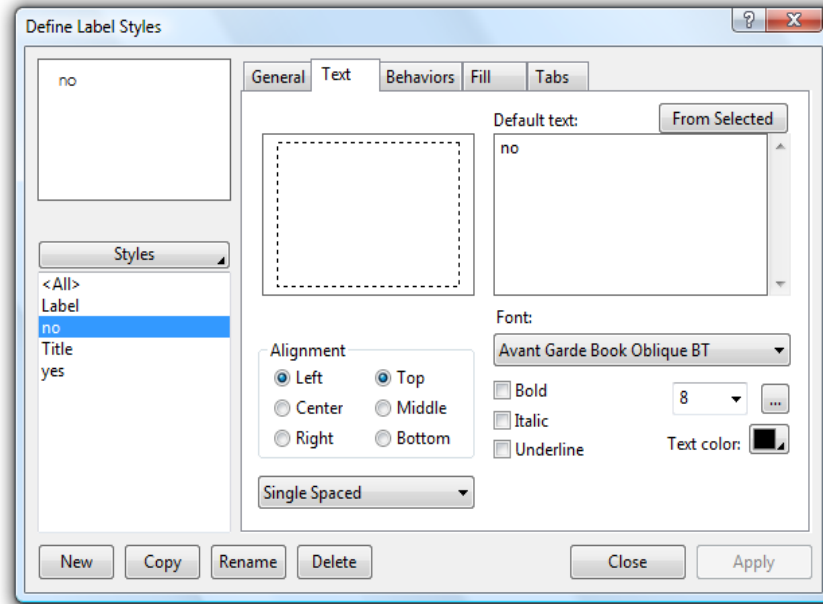 Define Label Styles
?
X
no
General Text Behaviors Fill Tabs
Default text: From Selected
no
Styles
<All>
Label
no
Title
yes
Font:
Avant Garde Book Oblique BT
Alignment
Left Top
Center Middle
Right Bottom
Bold
Italic
Underline
8
...
Text color:
Single Spaced
New Copy Rename Delete Close Apply